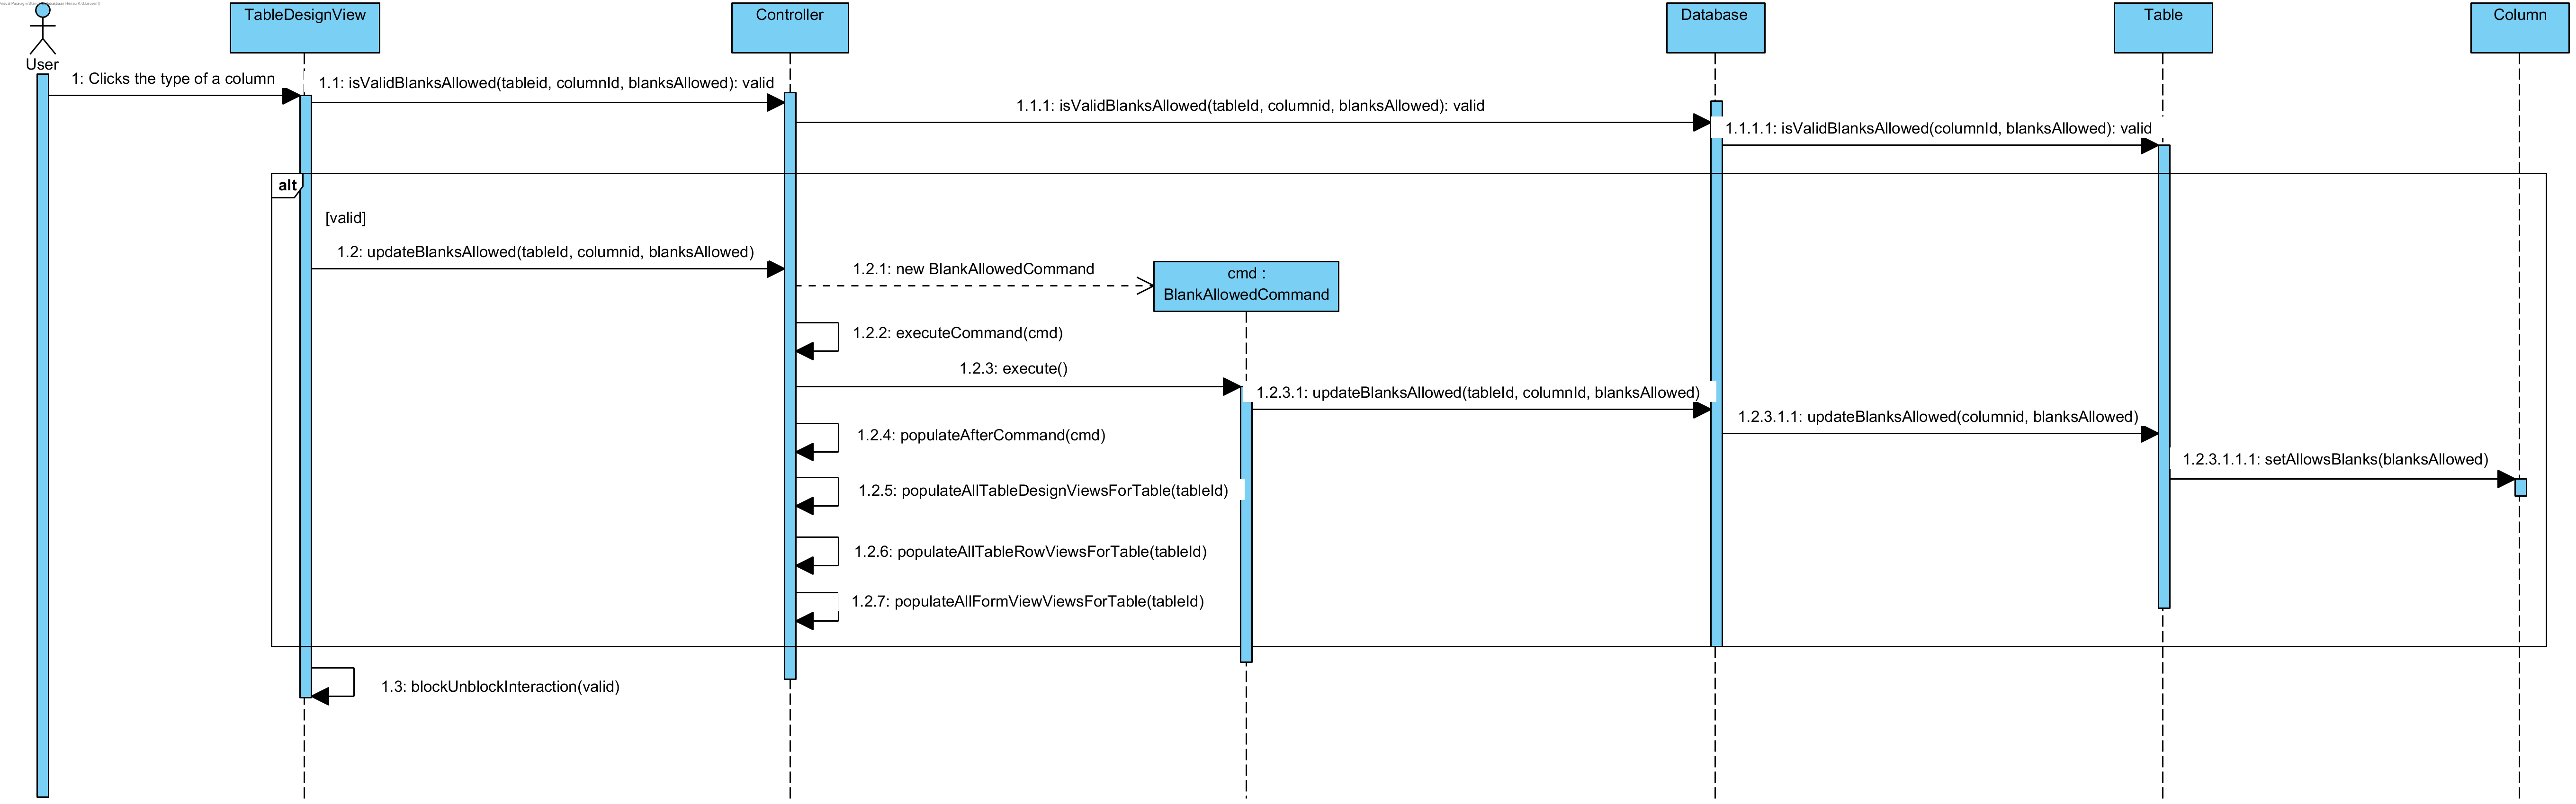 TableDesignView
Controller
Database
Table
Column
User
1: Clicks the type of a column
1.1: isValidBlanksAllowed(tableid, columnId, blanksAllowed): valid
1.1.1: isValidBlanksAllowed(tableId, columnid, blanksAllowed): valid
1.1.1.1: isValidBlanksAllowed(columnId, blanksAllowed): valid
alt
[valid]
1.2: updateBlanksAllowed(tableId, columnid, blanksAllowed)
1.2.1: new BlankAllowedCommand
cmd :
BlankAllowedCommand
1.2.2: executeCommand(cmd)
1.2.3: execute()
1.2.3.1: updateBlanksAllowed(tableId, columnId, blanksAllowed)
1.2.3.1.1: updateBlanksAllowed(columnid, blanksAllowed)
1.2.4: populateAfterCommand(cmd)
1.2.3.1.1.1: setAllowsBlanks(blanksAllowed)
1.2.5: populateAllTableDesignViewsForTable(tableId)
1.2.6: populateAllTableRowViewsForTable(tableId)
1.2.7: populateAllFormViewViewsForTable(tableId)
1.3: blockUnblockInteraction(valid)